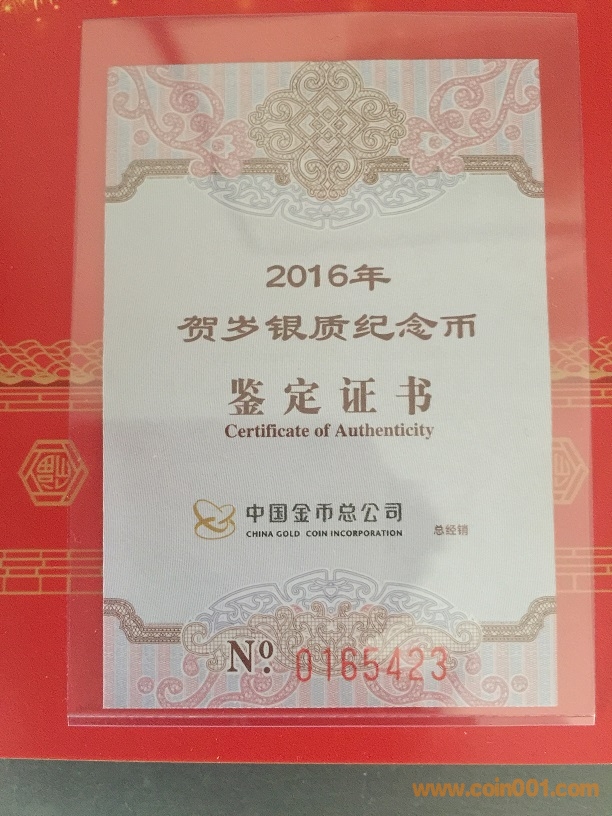 2016年
贺岁银质纪念币
鉴定证书
Certificate of Authenticity
中国金币总公司
CHINA GOLD COIN INCORPORATION
总经销
Nº. 0165423
www.coin001.com